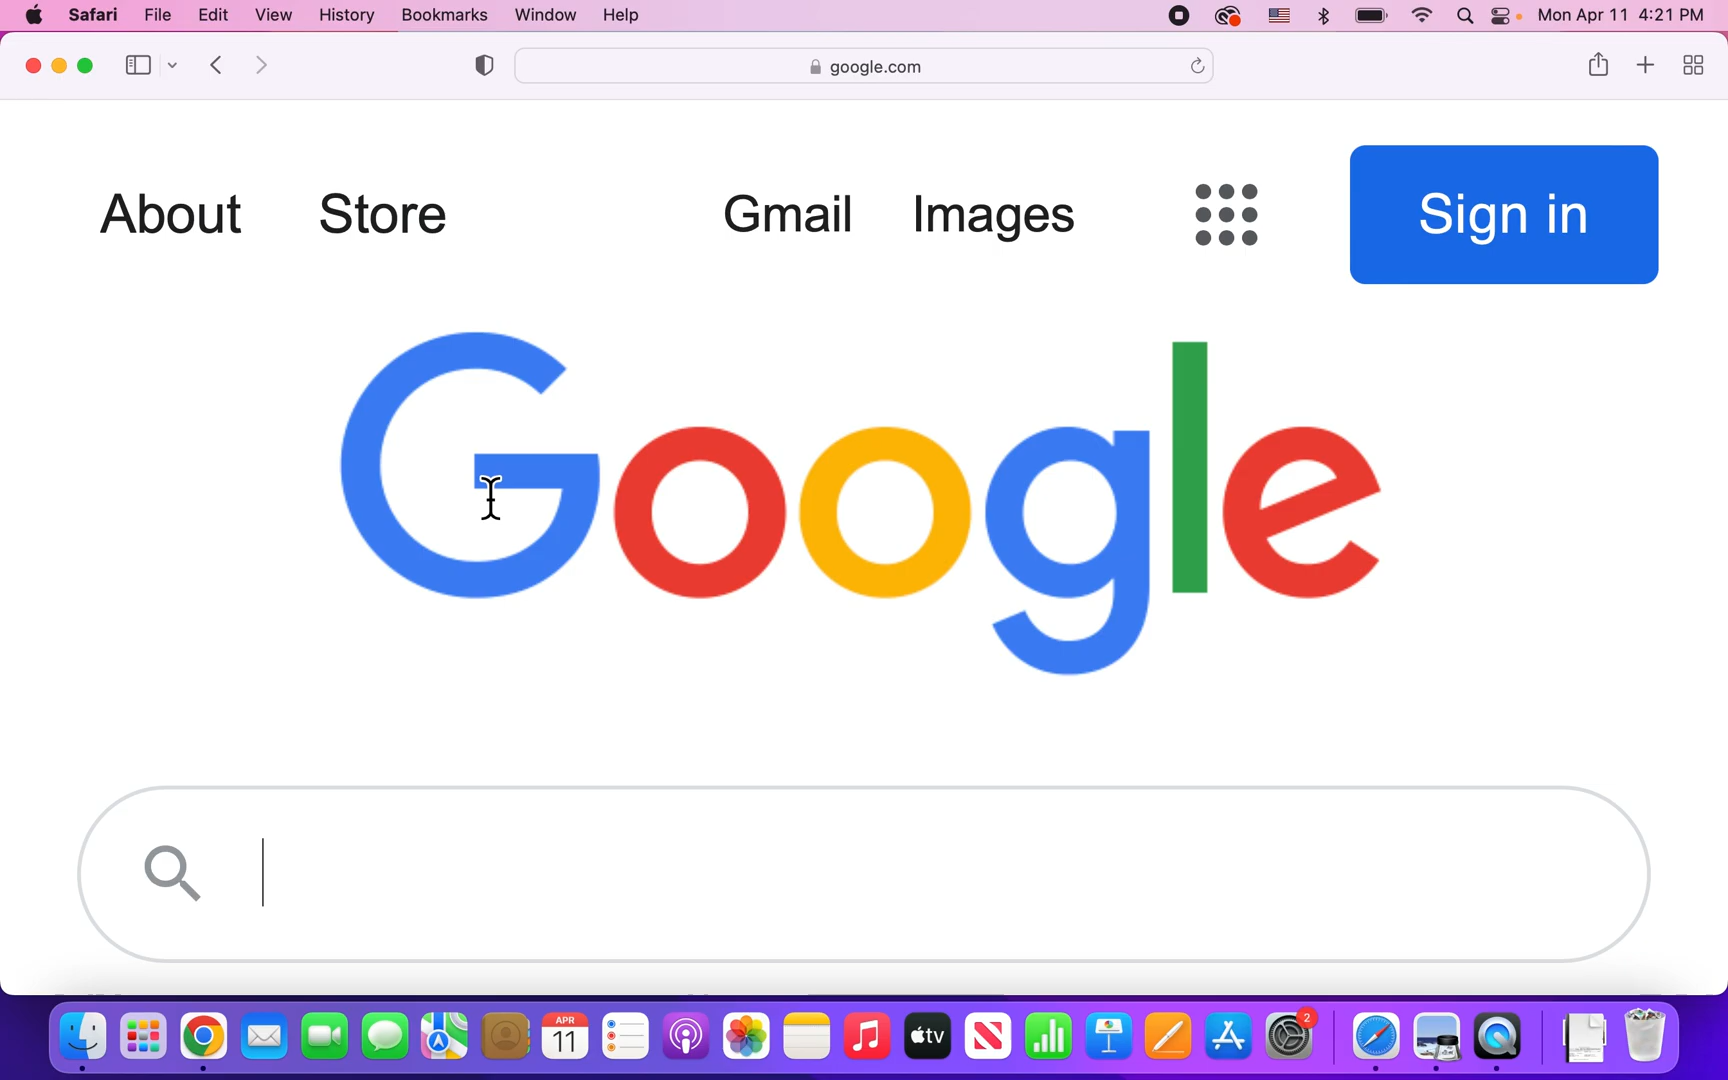 Safari File Edit View History Bookmarks Window Help Mon Apr 11 4:21 PM
google.com
About Store Gmail Images Sign in
Google
APR 2
11 tv